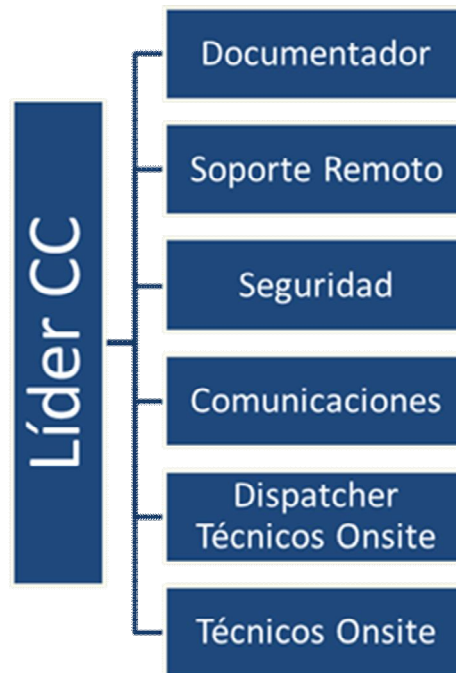 Líder CC
Documentador
Soporte Remoto
Seguridad
Comunicaciones
Dispatcher
Técnicos Onsite
Técnicos Onsite